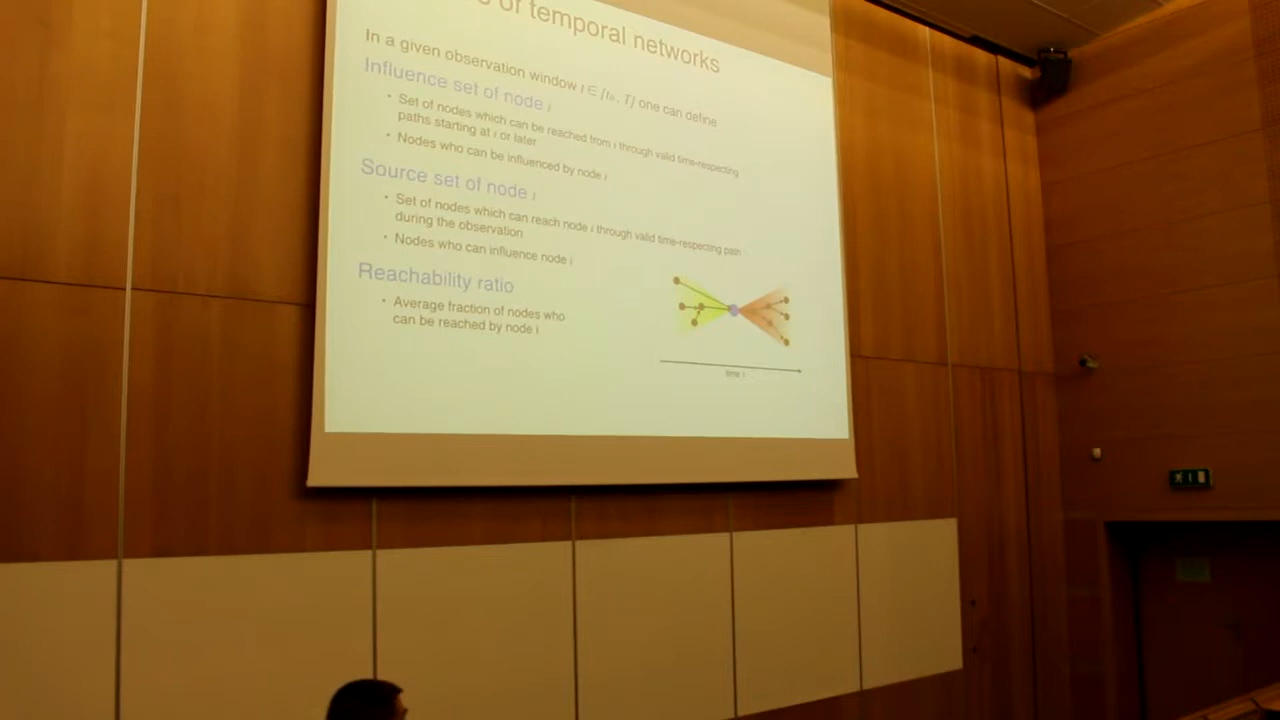 of temporal networks
In a given observation window t ∈ [t₀, T] one can define
Influence set of node i
• Set of nodes which can be reached from i through valid time-respecting
paths starting at i or later
• Nodes who can be influenced by node i
Source set of node i
• Set of nodes which can reach node i through valid time-respecting path
during the observation
• Nodes who can influence node i
Reachability ratio
• Average fraction of nodes who
can be reached by node i
time t